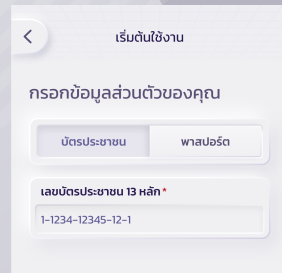 เริ่มต้นใช้งาน
กรอกข้อมูลส่วนตัวของคุณ
บัตรประชาชน พาสปอร์ต
เลขบัตรประชาชน 13 หลัก*
1-1234-12345-12-1